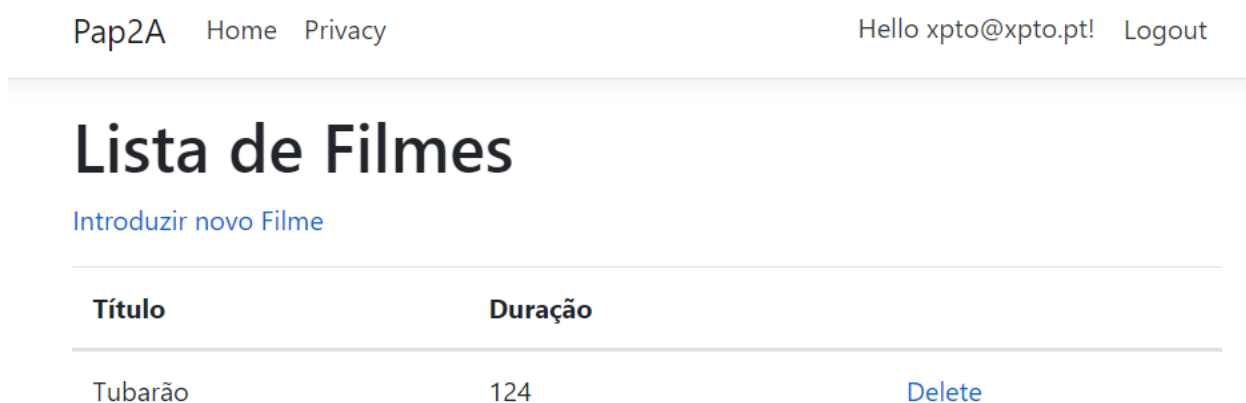 Pap2A Home Privacy Hello xpto@xpto.pt! Logout
Lista de Filmes
Introduzir novo Filme
Título Duração
Tubarão 124 Delete